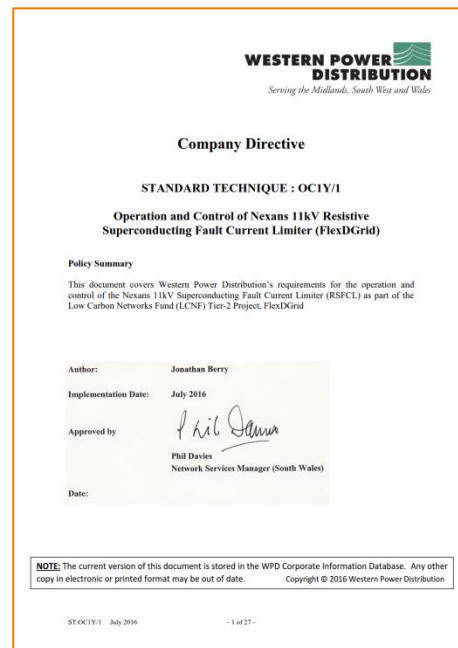 WESTERN POWER
DISTRIBUTION
Serving the Midlands, South West and Wales
Company Directive
STANDARD TECHNIQUE : OC1Y/1
Operation and Control of Nexans 11kV Resistive
Superconducting Fault Current Limiter (FlexDGrid)
Policy Summary
This document covers Western Power Distribution's requirements for the operation and
control of the Nexans 11kV Superconducting Fault Current Limiter (RSFCL) as part of the
Low Carbon Networks Fund (LCNF) Tier-2 Project, FlexDGrid
Author: Jonathan Berry
Implementation Date: July 2016
Approved by Phil Davies
Phil Davies
Network Services Manager (South Wales)
Date:
NOTE: The current version of this document is stored in the WPD Corporate Information Database. Any other
copy in electronic or printed format may be out of date. Copyright © 2016 Western Power Distribution
ST:OC1Y/1 July 2016 - 1 of 27 -